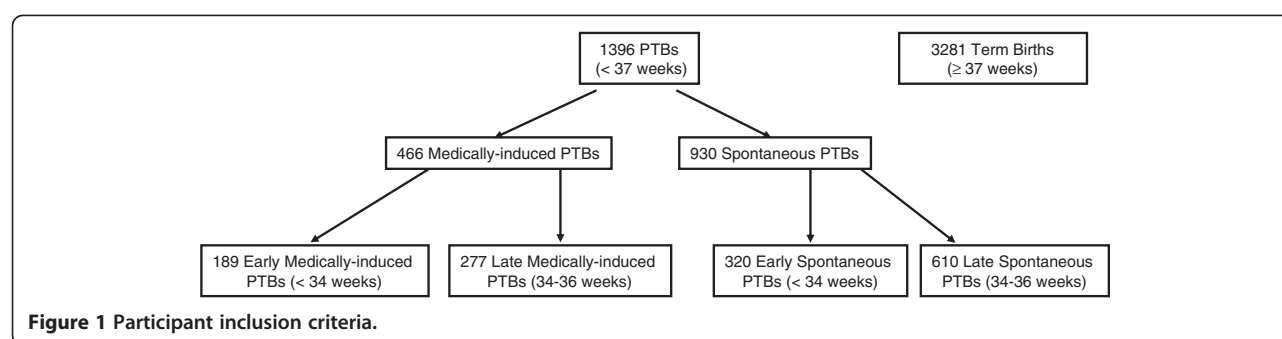 1396 PTBs
(< 37 weeks)
3281 Term Births
(≥ 37 weeks)
466 Medically-induced PTBs
930 Spontaneous PTBs
189 Early Medically-induced
PTBs (< 34 weeks)
277 Late Medically-induced
PTBs (34-36 weeks)
320 Early Spontaneous
PTBs (< 34 weeks)
610 Late Spontaneous
PTBs (34-36 weeks)
Figure 1 Participant inclusion criteria.